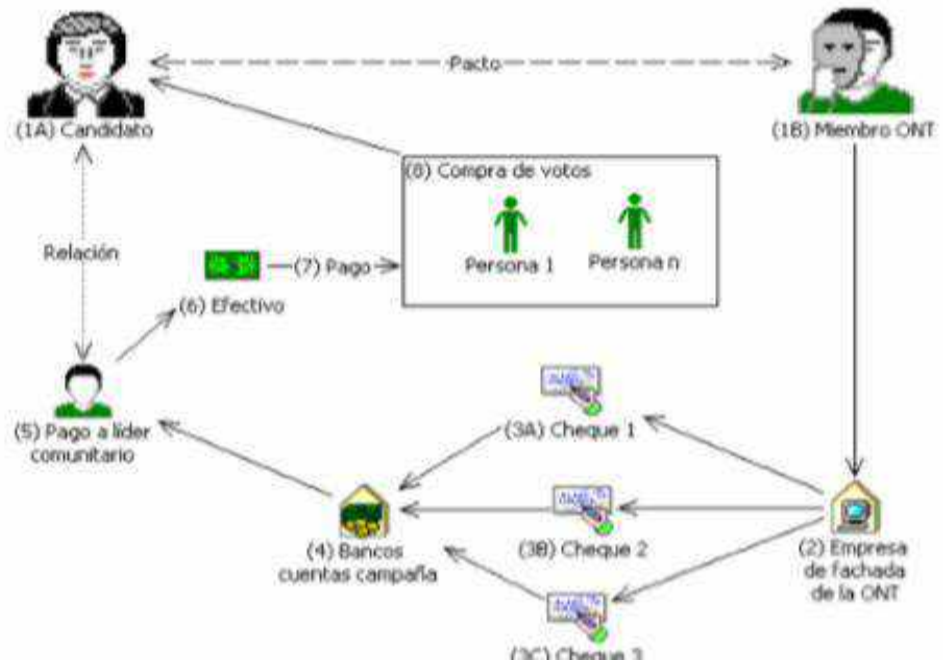 Pacto
(1A) Candidato
(1B) Miembro ONT
(8) Compra de votos
Relación
(7) Pago
Persona 1
Persona n
(6) Efectivo
(5) Pago a líder
comunitario
(3A) Cheque 1
(4) Bancos
cuentas campaña
(3B) Cheque 2
(2) Empresa
de fachada
de la ONT
(3C) Cheque 3